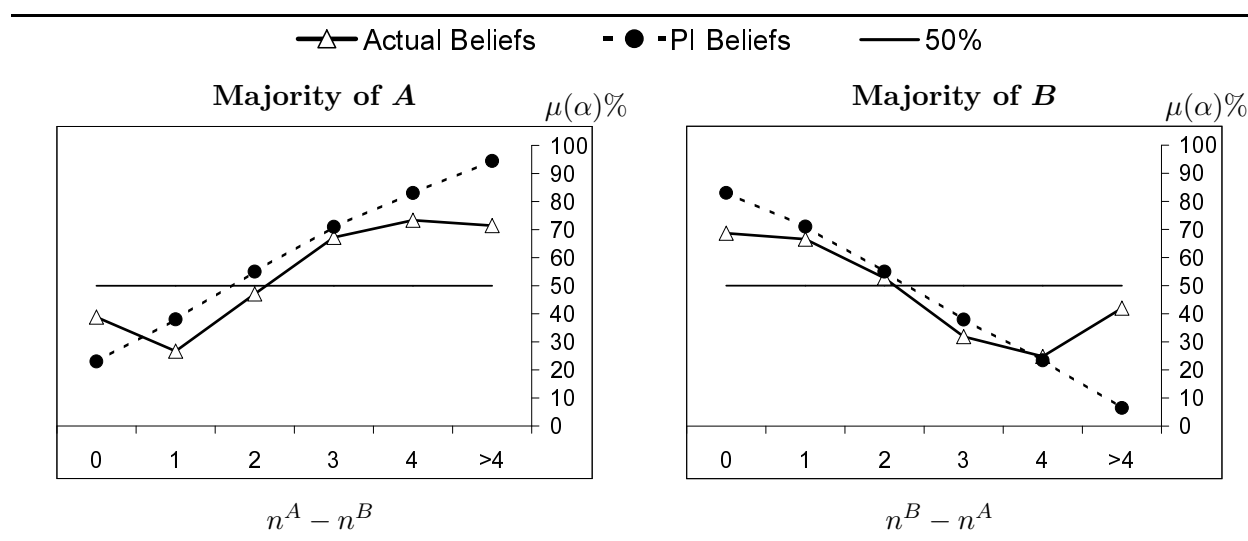 Actual Beliefs PI Beliefs 50%
Majority of A
μ(α)%
100
90
80
70
60
50
40
30
20
10
0
0 1 2 3 4 >4
n^A − n^B
Majority of B
μ(α)%
100
90
80
70
60
50
40
30
20
10
0
0 1 2 3 4 >4
n^B − n^A